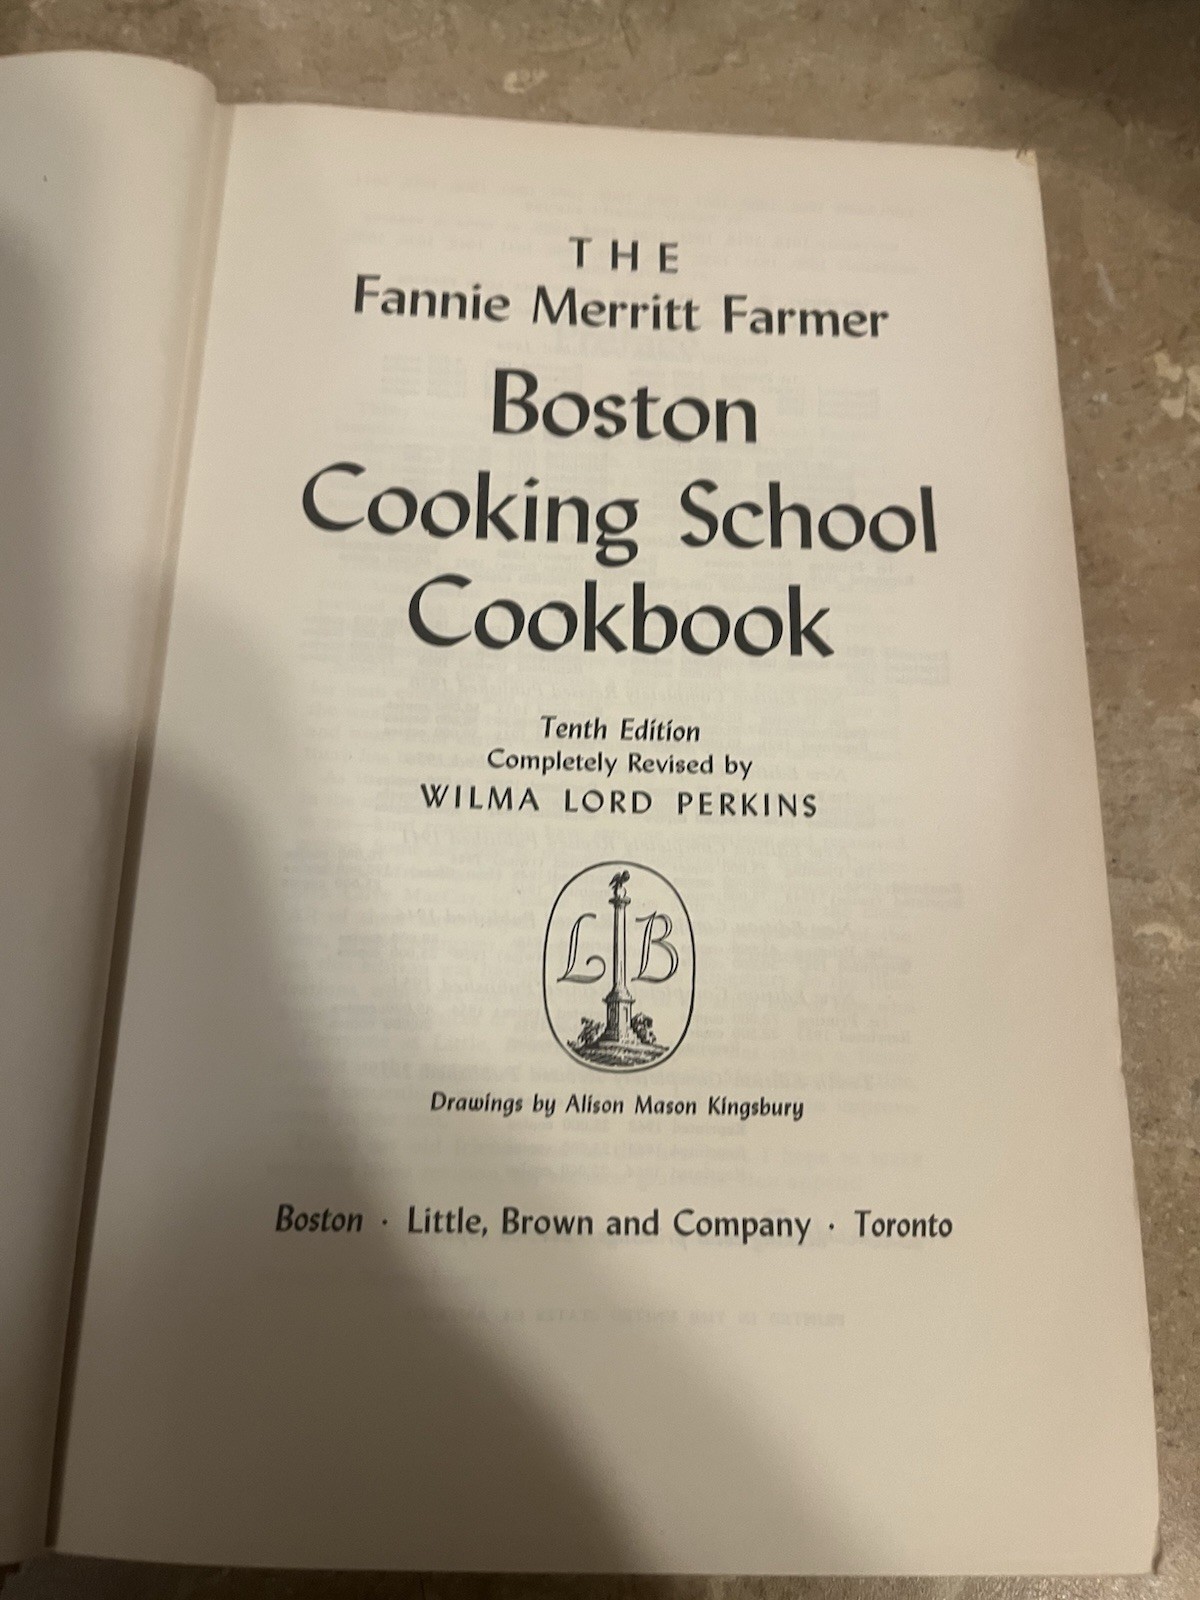 THE
Fannie Merritt Farmer
Boston
Cooking School
Cookbook
Tenth Edition
Completely Revised by
WILMA LORD PERKINS
L B
Drawings by Alison Mason Kingsbury
Boston · Little, Brown and Company · Toronto